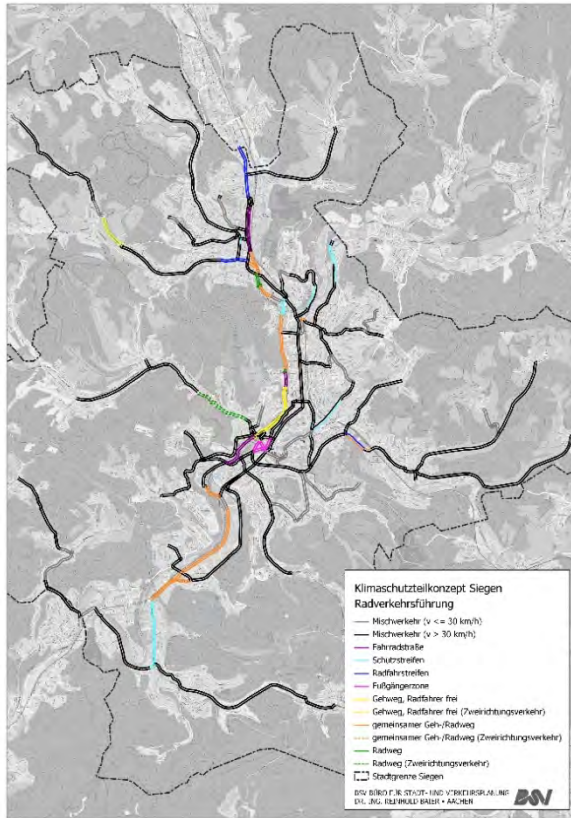 Klimaschutzteilkonzept Siegen
Radverkehrsführung
Mischverkehr (v <= 30 km/h)
Mischverkehr (v > 30 km/h)
Fahrradstraße
Schutzstreifen
Radfahrstreifen
Fußgängerzone
Gehweg, Radfahrer frei
Gehweg, Radfahrer frei (Zweirichtungsverkehr)
gemeinsamer Geh-/Radweg
gemeinsamer Geh-/Radweg (Zweirichtungsverkehr)
Radweg
Radweg (Zweirichtungsverkehr)
Stadtgrenze Siegen
BSV BÜRO FÜR STADT- UND VERKEHRSPLANUNG
DR. ING. REINHOLD BAIER • AACHEN
BSV